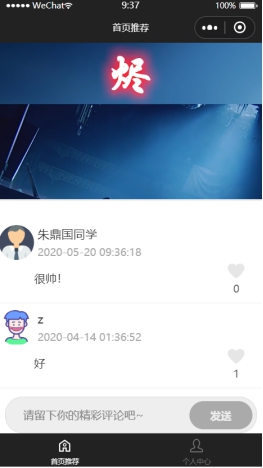 WeChat 9:37 100%
首页推荐
烬
朱鼎国同学
2020-05-20 09:36:18
很帅！
0
z
2020-04-14 01:36:52
好
1
请留下你的精彩评论吧~ 发送
首页推荐 个人中心